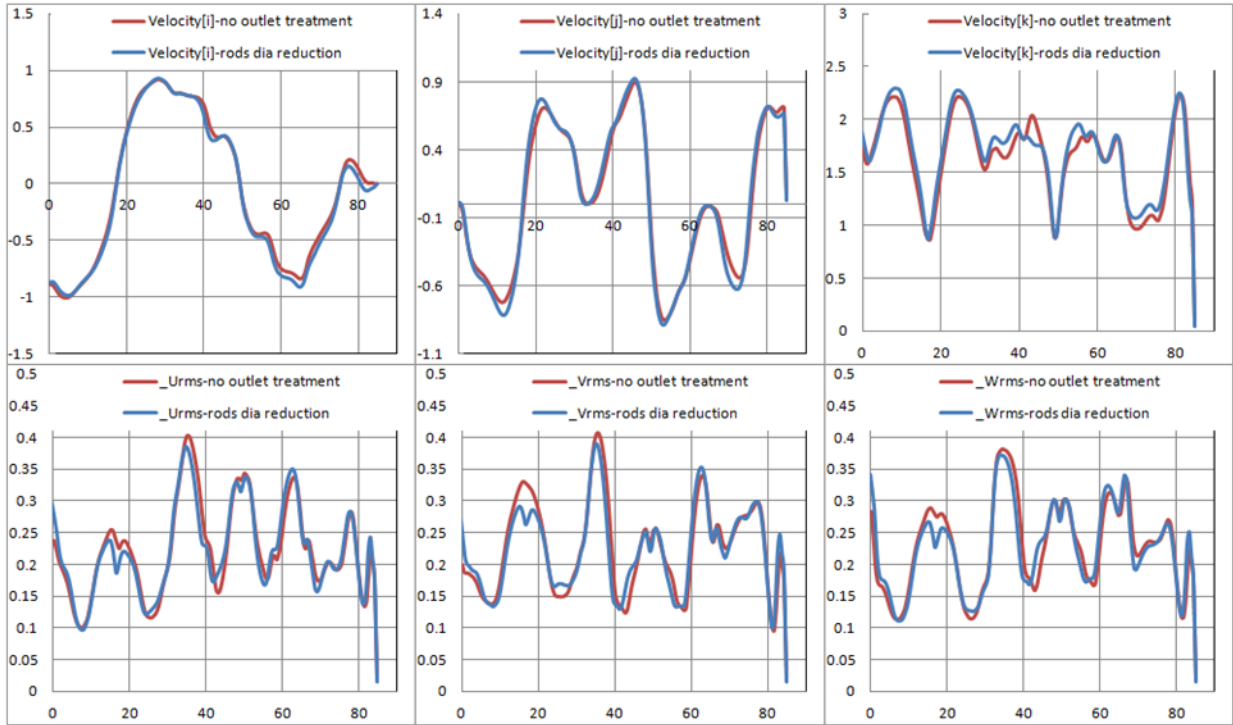 1.5
Velocity[i]-no outlet treatment
Velocity[i]-rods dia reduction
1
0.5
0
0 20 40 60 80
-0.5
-1
-1.5
1.4
Velocity[j]-no outlet treatment
Velocity[j]-rods dia reduction
0.9
0.4
-0.1
0 20 40 60 80
-0.6
-1.1
3
Velocity[k]-no outlet treatment
Velocity[k]-rods dia reduction
2.5
2
1.5
1
0.5
0
0 20 40 60 80
0.5
_Urms-no outlet treatment
0.45
_Urms-rods dia reduction
0.4
0.35
0.3
0.25
0.2
0.15
0.1
0.05
0
0 20 40 60 80
0.5
_Vrms-no outlet treatment
0.45
_Vrms-rods dia reduction
0.4
0.35
0.3
0.25
0.2
0.15
0.1
0.05
0
0 20 40 60 80
0.5
_Wrms-no outlet treatment
0.45
_Wrms-rods dia reduction
0.4
0.35
0.3
0.25
0.2
0.15
0.1
0.05
0
0 20 40 60 80